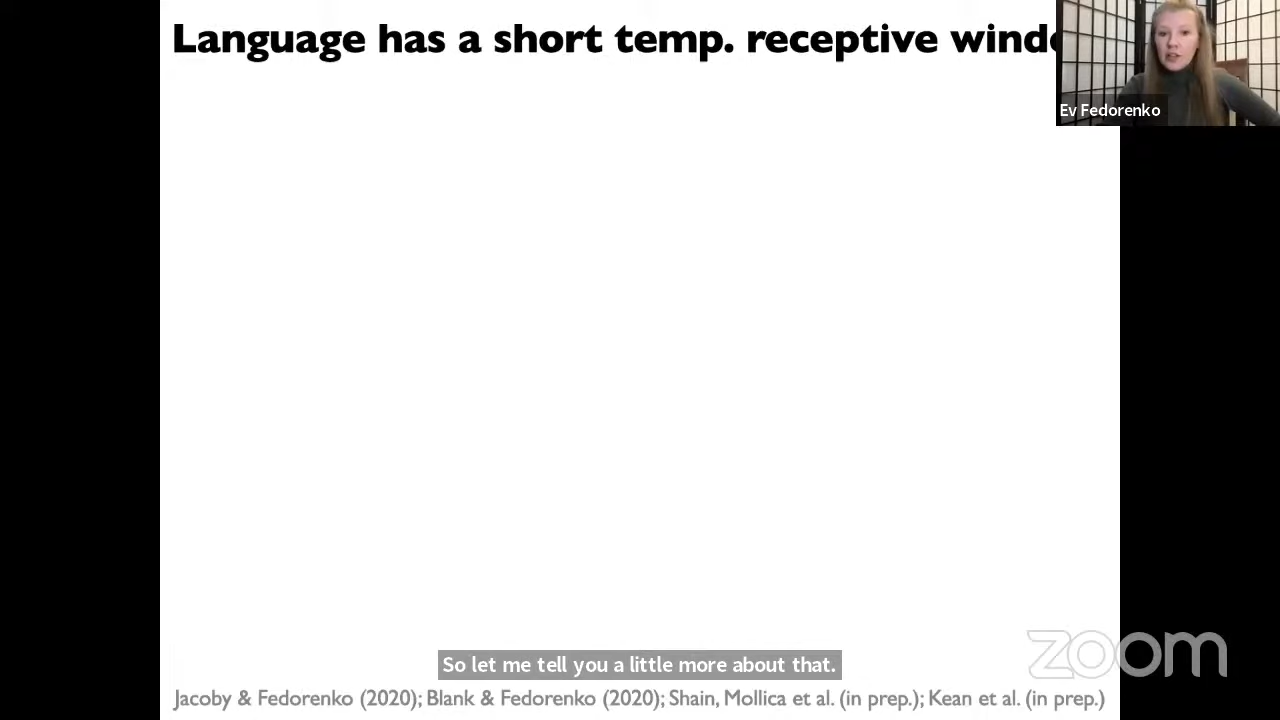 Language has a short temp. receptive windo
Ev Fedorenko
So let me tell you a little more about that.
zoom
Jacoby & Fedorenko (2020); Blank & Fedorenko (2020); Shain, Mollica et al. (in prep.); Kean et al. (in prep.)